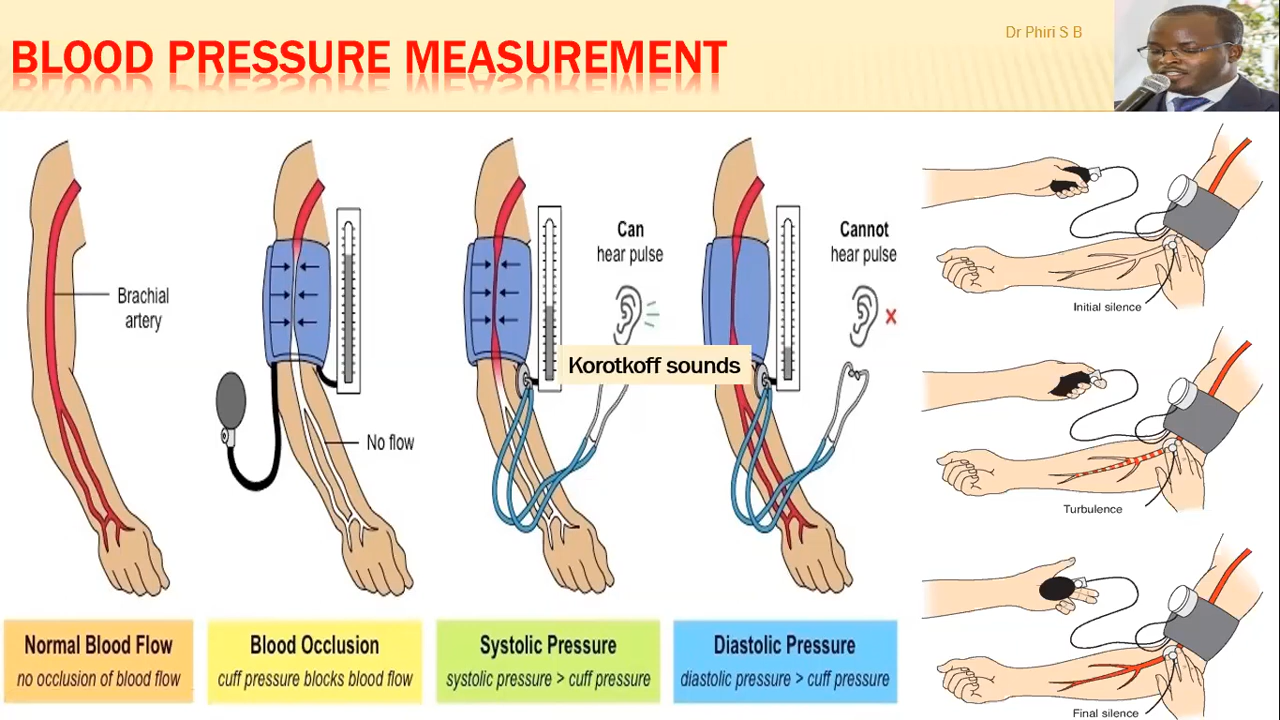 BLOOD PRESSURE MEASUREMENT
Dr Phiri S B
Brachial
artery
No flow
Can
hear pulse
Korotkoff sounds
Cannot
hear pulse
Normal Blood Flow
no occlusion of blood flow
Blood Occlusion
cuff pressure blocks blood flow
Systolic Pressure
systolic pressure > cuff pressure
Diastolic Pressure
diastolic pressure > cuff pressure
Initial silence
Turbulence
Final silence